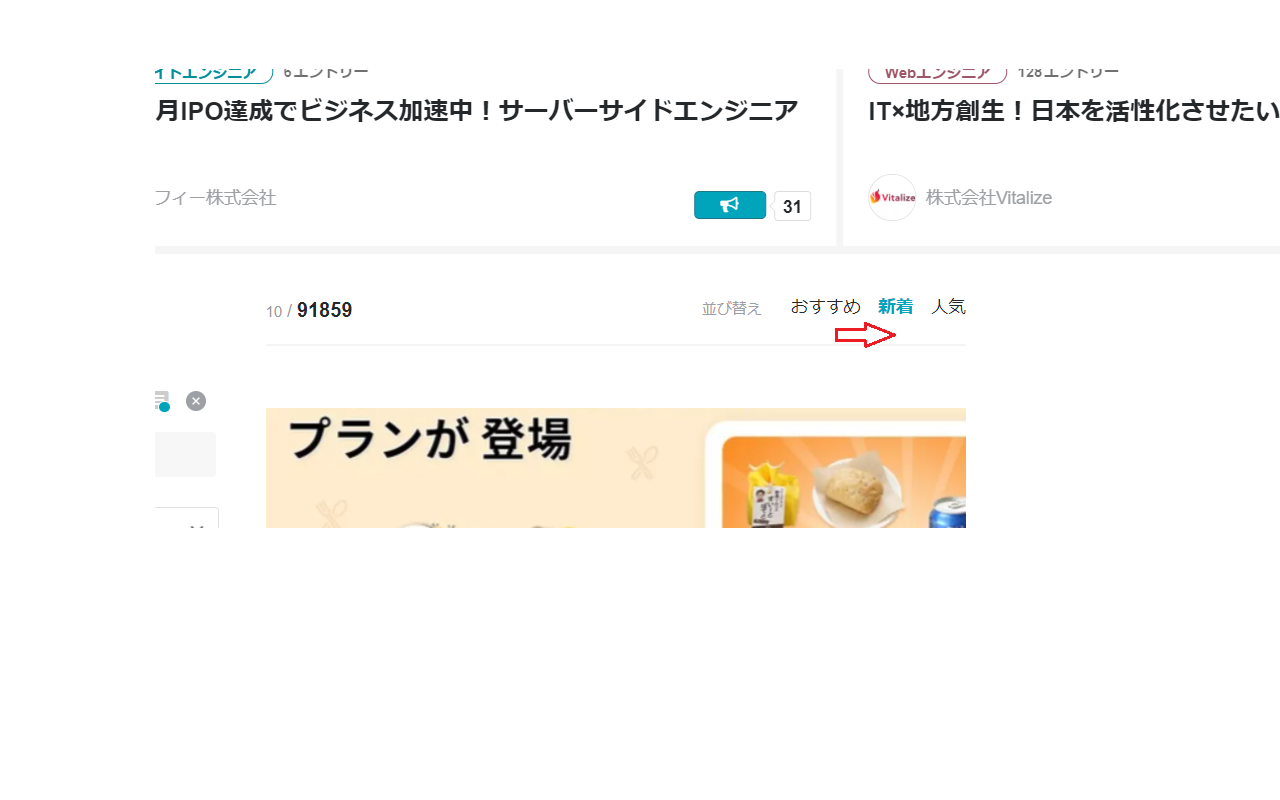 イドエンジニア 6エントリー
月IPO達成でビジネス加速中！サーバーサイドエンジニア
フィー株式会社
31
Webエンジニア 128エントリー
IT×地方創生！日本を活性化させたい
Vitalize 株式会社Vitalize
10 / 91859
並び替え おすすめ 新着 人気
プランが 登場